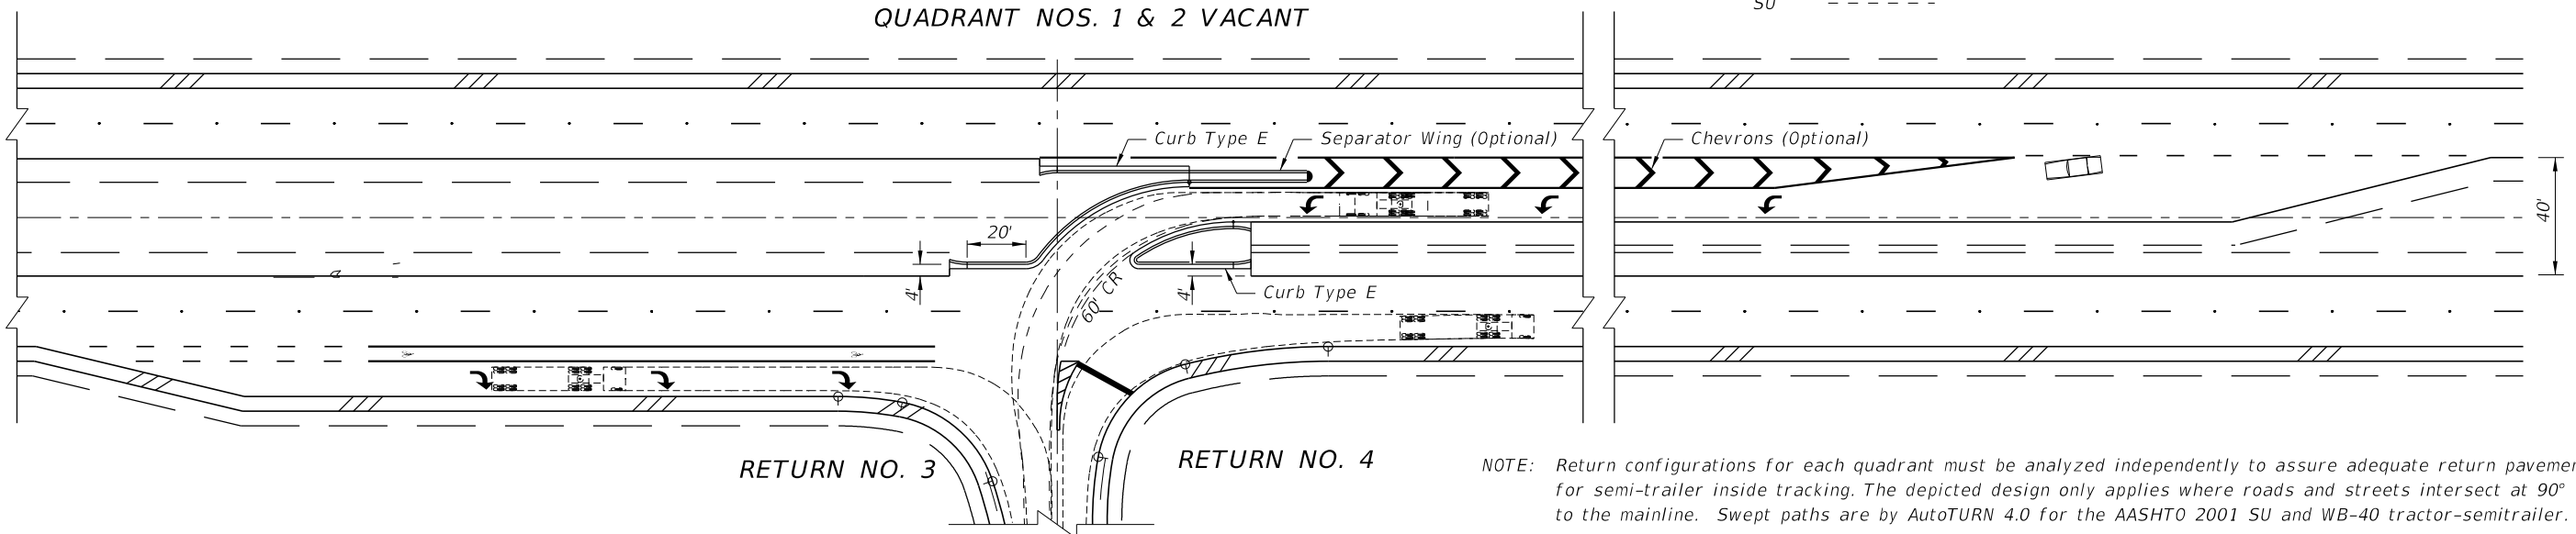 SU
QUADRANT NOS. 1 & 2 VACANT
Curb Type E
Separator Wing (Optional)
Chevrons (Optional)
20'
40'
4'
60' CR
4'
Curb Type E
RETURN NO. 3
RETURN NO. 4
NOTE: Return configurations for each quadrant must be analyzed independently to assure adequate return pavemen
for semi-trailer inside tracking. The depicted design only applies where roads and streets intersect at 90°
to the mainline. Swept paths are by AutoTURN 4.0 for the AASHTO 2001 SU and WB-40 tractor-semitrailer.